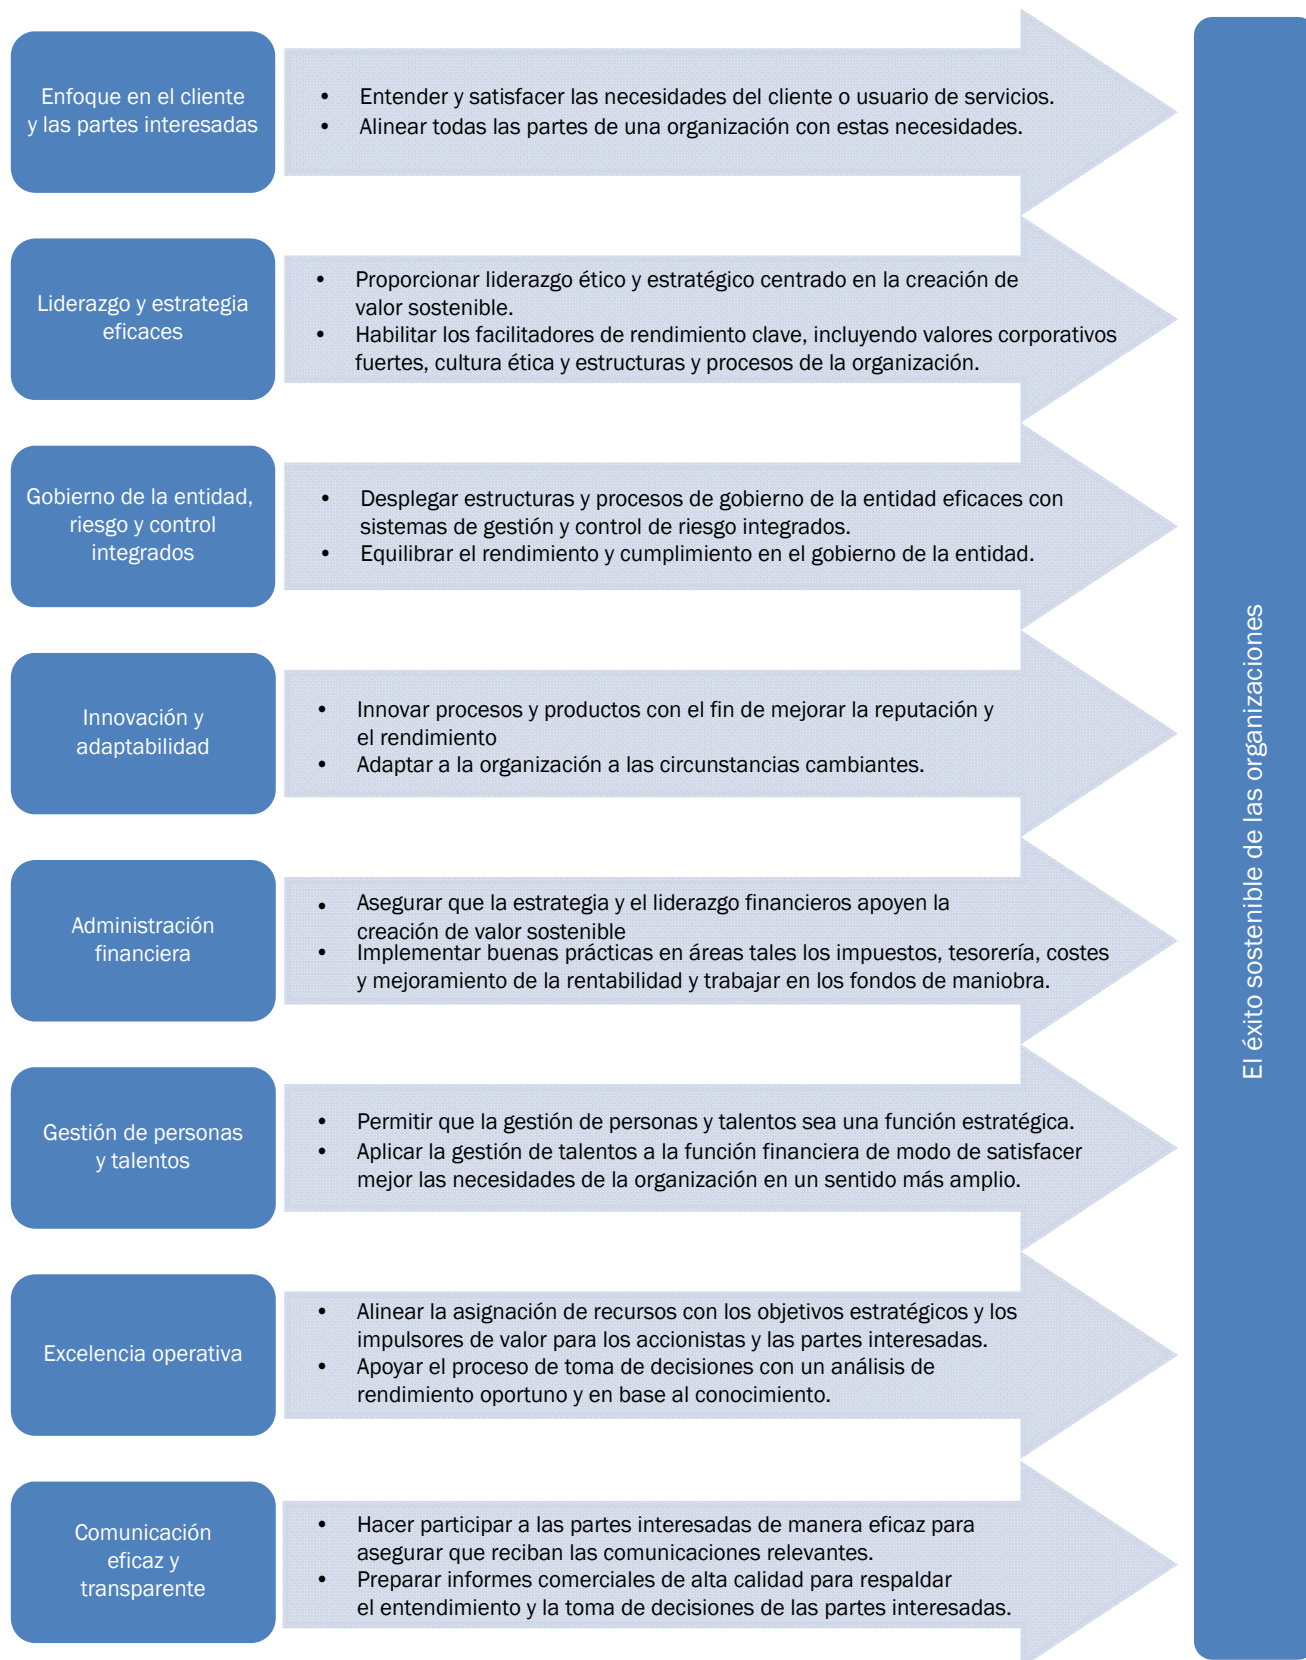 Enfoque en el cliente
y las partes interesadas
• Entender y satisfacer las necesidades del cliente o usuario de servicios.
• Alinear todas las partes de una organización con estas necesidades.
Liderazgo y estrategia
eficaces
• Proporcionar liderazgo ético y estratégico centrado en la creación de
valor sostenible.
• Habilitar los facilitadores de rendimiento clave, incluyendo valores corporativos
fuertes, cultura ética y estructuras y procesos de la organización.
Gobierno de la entidad,
riesgo y control
integrados
• Desplegar estructuras y procesos de gobierno de la entidad eficaces con
sistemas de gestión y control de riesgo integrados.
• Equilibrar el rendimiento y cumplimiento en el gobierno de la entidad.
Innovación y
adaptabilidad
• Innovar procesos y productos con el fin de mejorar la reputación y
el rendimiento
• Adaptar a la organización a las circunstancias cambiantes.
Administración
financiera
• Asegurar que la estrategia y el liderazgo financieros apoyen la
creación de valor sostenible
• Implementar buenas prácticas en áreas tales los impuestos, tesorería, costes
y mejoramiento de la rentabilidad y trabajar en los fondos de maniobra.
Gestión de personas
y talentos
• Permitir que la gestión de personas y talentos sea una función estratégica.
• Aplicar la gestión de talentos a la función financiera de modo de satisfacer
mejor las necesidades de la organización en un sentido más amplio.
Excelencia operativa
• Alinear la asignación de recursos con los objetivos estratégicos y los
impulsores de valor para los accionistas y las partes interesadas.
• Apoyar el proceso de toma de decisiones con un análisis de
rendimiento oportuno y en base al conocimiento.
Comunicación
eficaz y
transparente
• Hacer participar a las partes interesadas de manera eficaz para
asegurar que reciban las comunicaciones relevantes.
• Preparar informes comerciales de alta calidad para respaldar
el entendimiento y la toma de decisiones de las partes interesadas.
El éxito sostenible de las organizaciones